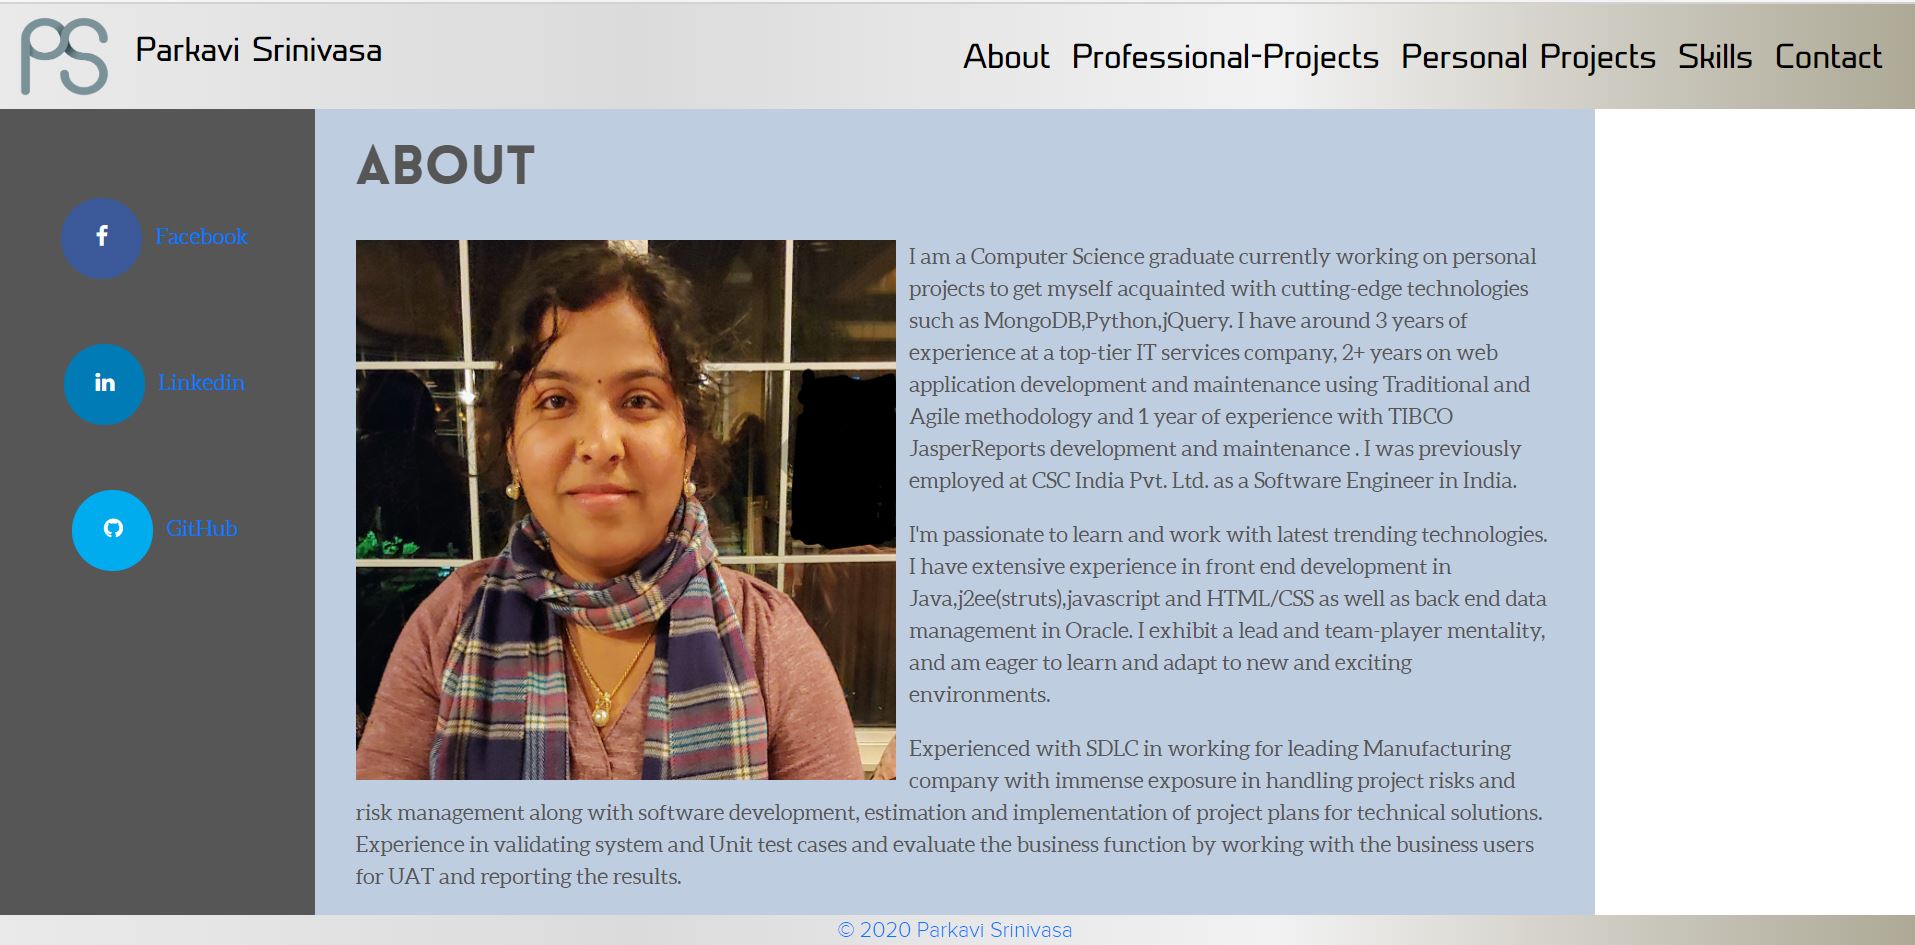 PS
Parkavi Srinivasa
About Professional-Projects Personal Projects Skills Contact
Facebook
in Linkedin
GitHub
ABOUT
I am a Computer Science graduate currently working on personal
projects to get myself acquainted with cutting-edge technologies
such as MongoDB,Python,jQuery. I have around 3 years of
experience at a top-tier IT services company, 2+ years on web
application development and maintenance using Traditional and
Agile methodology and 1 year of experience with TIBCO
JasperReports development and maintenance . I was previously
employed at CSC India Pvt. Ltd. as a Software Engineer in India.
I'm passionate to learn and work with latest trending technologies.
I have extensive experience in front end development in
Java,j2ee(struts),javascript and HTML/CSS as well as back end data
management in Oracle. I exhibit a lead and team-player mentality,
and am eager to learn and adapt to new and exciting
environments.
Experienced with SDLC in working for leading Manufacturing
company with immense exposure in handling project risks and
risk management along with software development, estimation and implementation of project plans for technical solutions.
Experience in validating system and Unit test cases and evaluate the business function by working with the business users
for UAT and reporting the results.
© 2020 Parkavi Srinivasa